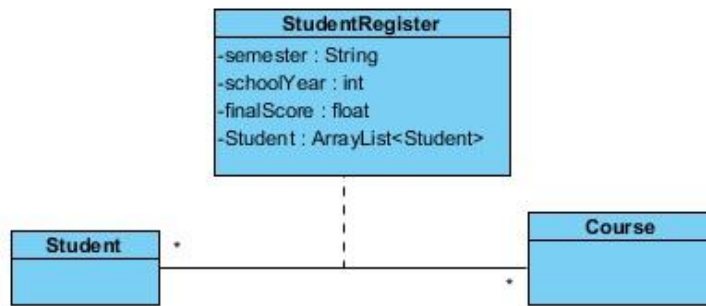 StudentRegister
-semester : String
-schoolYear : int
-finalScore : float
-Student : ArrayList<Student>
Student
*
Course
*